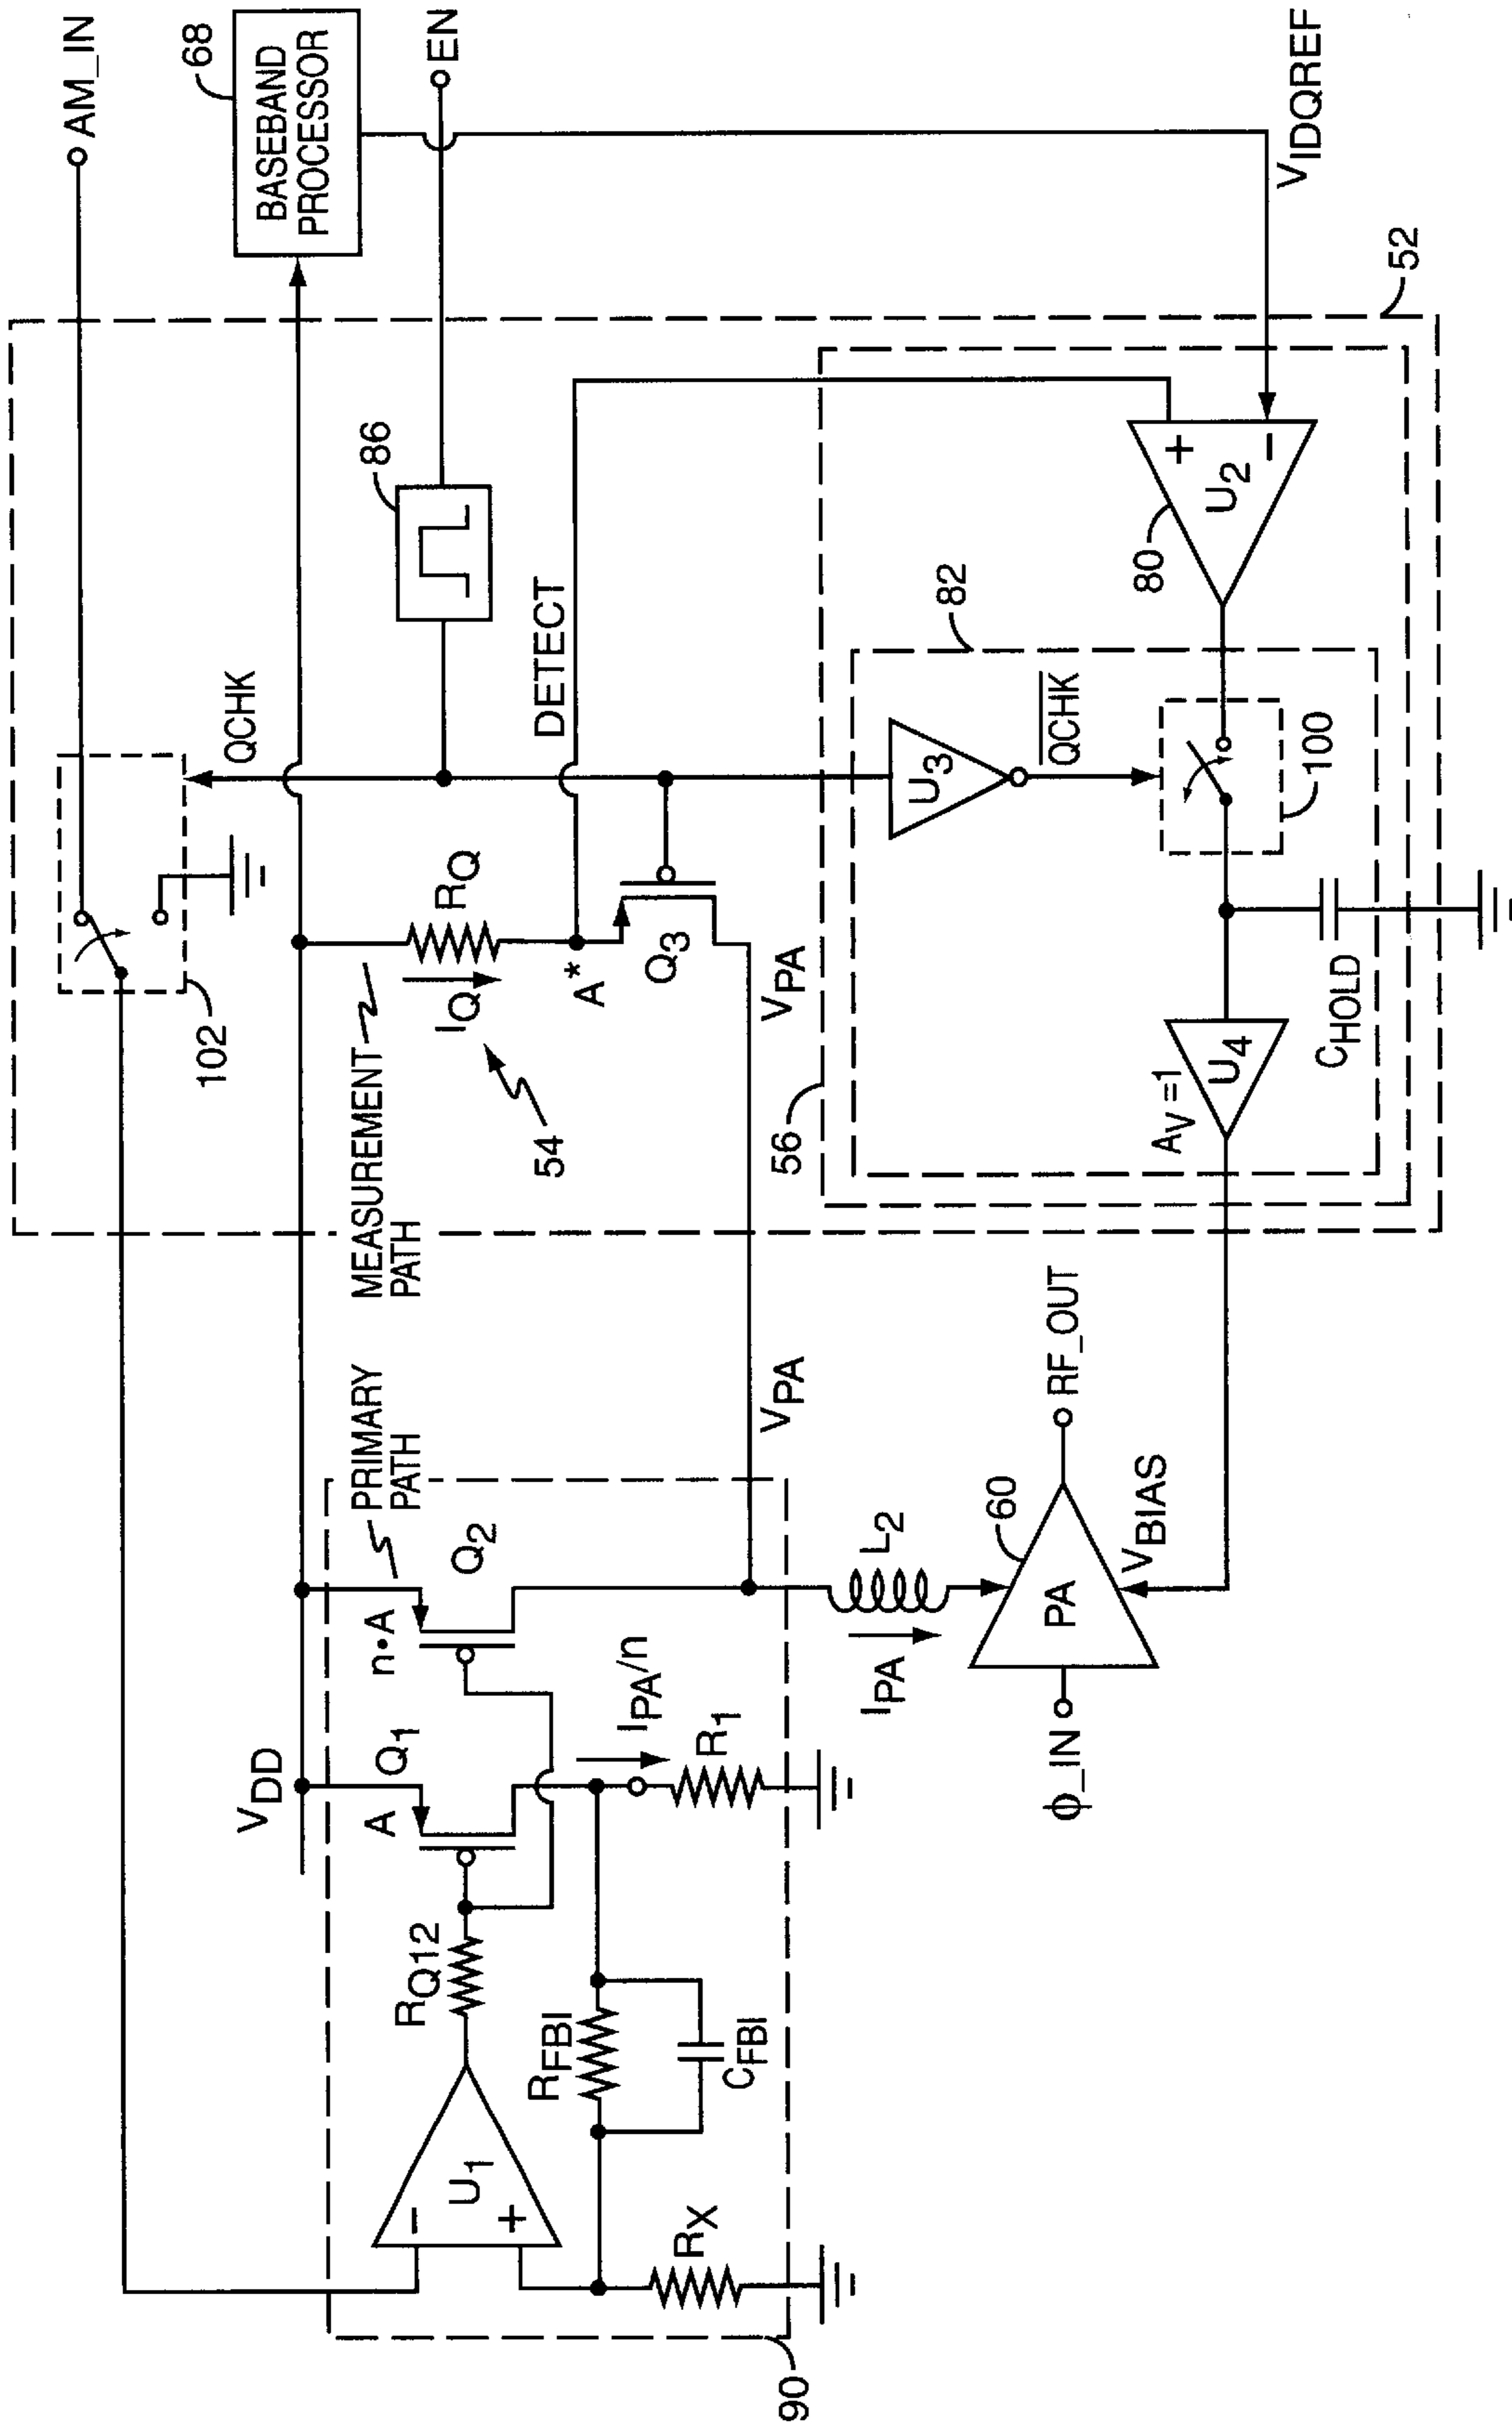 AM_IN
68
BASEBAND
PROCESSOR
EN
VIDQREF
52
86
QCHK
DETECT
102
RQ
IQ
A*
Q3
VPA
54
MEASUREMENT
PATH
82
U3
QCHK
100
80
U2
+
−
56
AV =1
U4
CHOLD
PRIMARY
PATH
VPA
VDD
A
Q1
n•A
Q2
IPA/n
R1
RQ12
RFBI
CFBI
U1
−
+
RX
90
IPA
L2
60
PA
RF_OUT
VBIAS
ϕ_IN